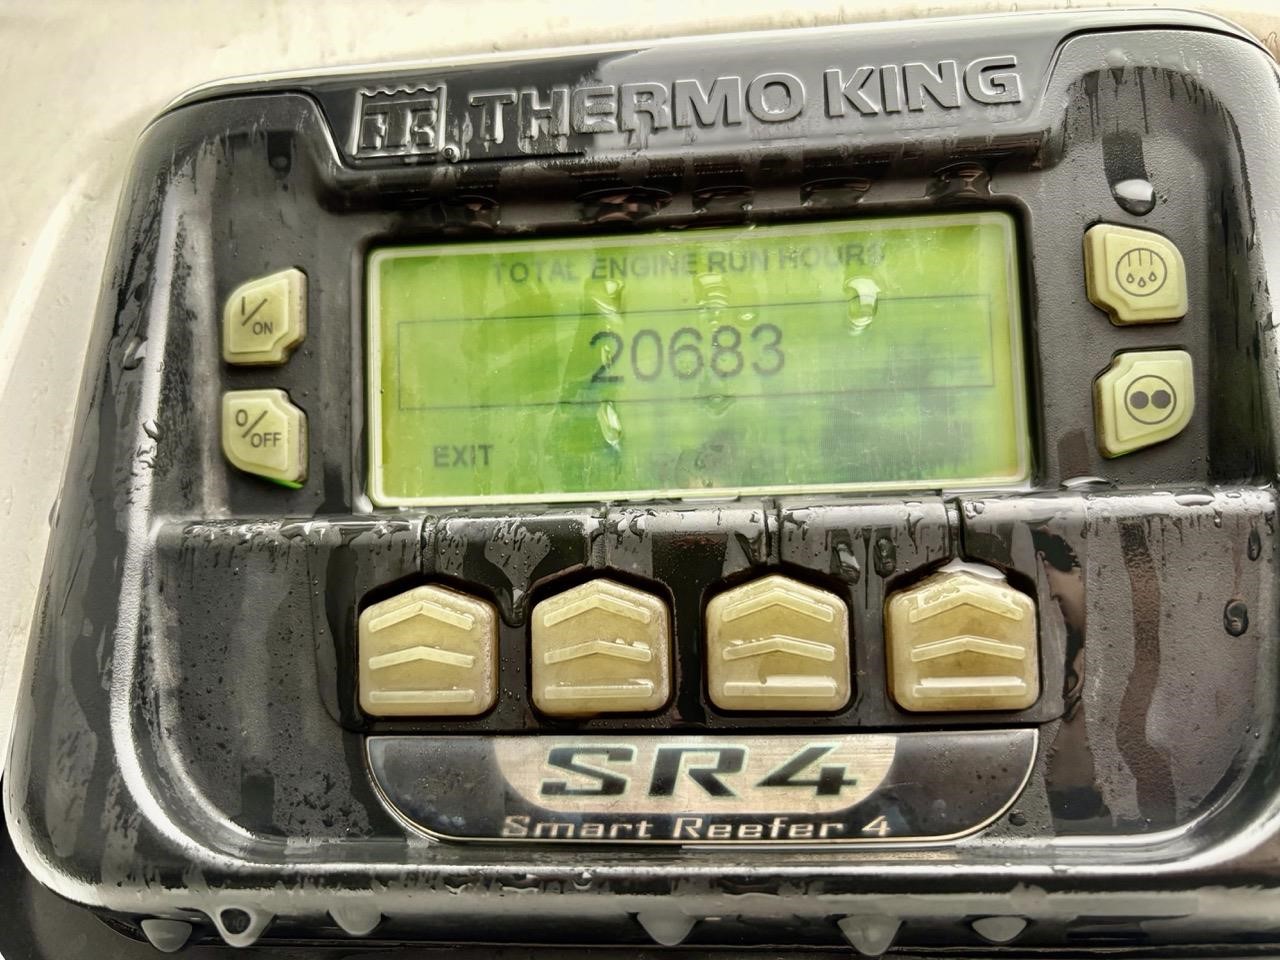 THERMO KING
TOTAL ENGINE RUN HOURS
20683
EXIT
I/ON
O/OFF
SR4
Smart Reefer 4